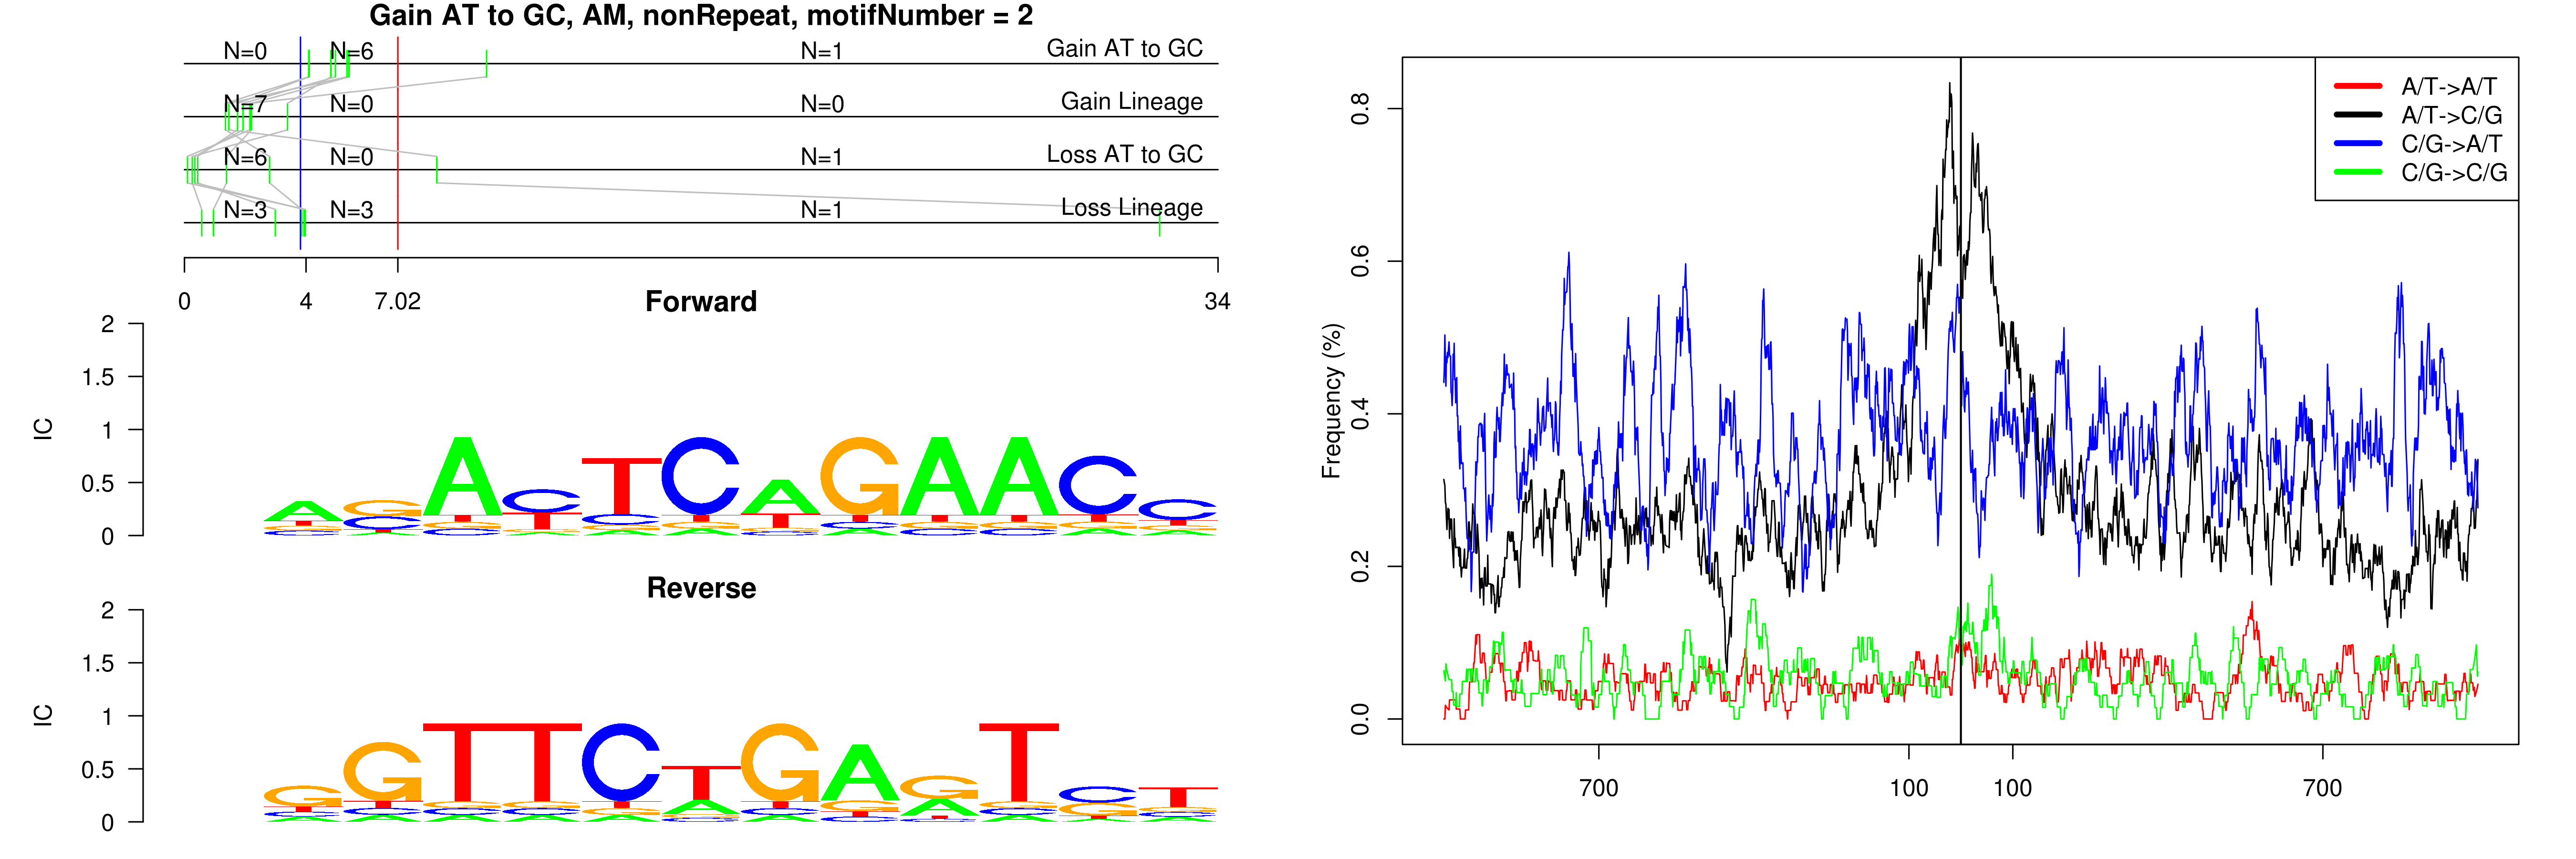 Gain AT to GC, AM, nonRepeat, motifNumber = 2
N=0 N=6 N=1 Gain AT to GC
N=7 N=0 N=0 Gain Lineage
N=6 N=0 N=1 Loss AT to GC
N=3 N=3 N=1 Loss Lineage
0 4 7.02 34
Forward
IC
2
1.5
1
0.5
0
AGACTCAGAACC
Reverse
IC
2
1.5
1
0.5
0
GGTTCTGAGTCT
Frequency (%)
0.8
0.6
0.4
0.2
0.0
A/T->A/T
A/T->C/G
C/G->A/T
C/G->C/G
700 100 100 700